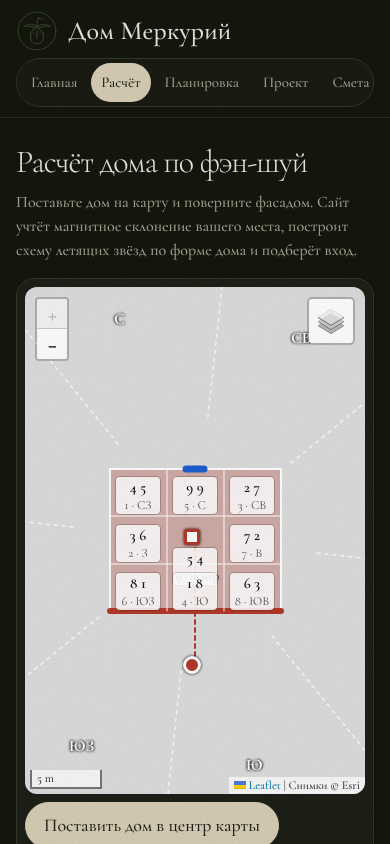 Дом Меркурий
Главная Расчёт Планировка Проект Смета
Расчёт дома по фэн-шуй
Поставьте дом на карту и поверните фасадом. Сайт
учтёт магнитное склонение вашего места, построит
схему летящих звёзд по форме дома и подберёт вход.
+
−
С
4 5
1 · СЗ
9 9
5 · С
2 7
3 · СВ
3 6
2 · З
7 2
7 · В
5 4
8 1
6 · ЮЗ
1 8
4 · Ю
6 3
8 · ЮВ
ЮЗ
Ю
5 m
Leaflet | Снимки © Esri
Поставить дом в центр карты